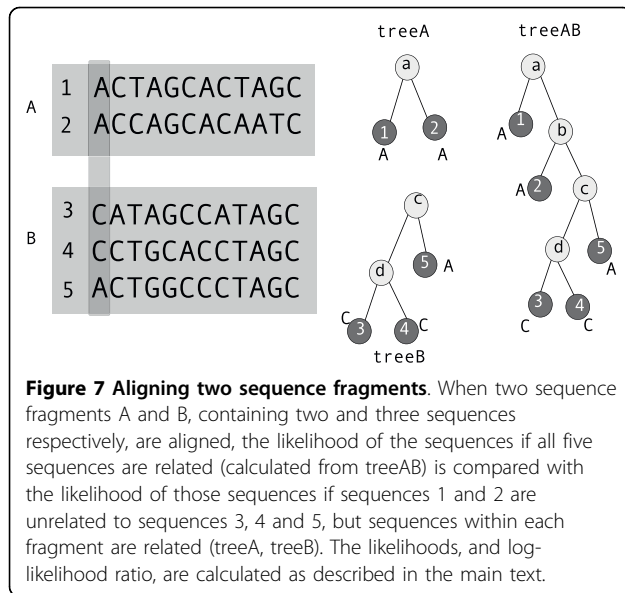 treeA
treeAB
A
1 ACTAGCACTAGC
2 ACCAGCACAATC
B
3 CATAGCCATAGC
4 CCTGCACCTAGC
5 ACTGGCCCTAGC
a
1
2
A
A
c
d
5
A
C
3
4
C
treeB
a
1
A
b
A
2
c
d
5
A
3
4
C
C
Figure 7 Aligning two sequence fragments. When two sequence
fragments A and B, containing two and three sequences
respectively, are aligned, the likelihood of the sequences if all five
sequences are related (calculated from treeAB) is compared with
the likelihood of those sequences if sequences 1 and 2 are
unrelated to sequences 3, 4 and 5, but sequences within each
fragment are related (treeA, treeB). The likelihoods, and log-
likelihood ratio, are calculated as described in the main text.